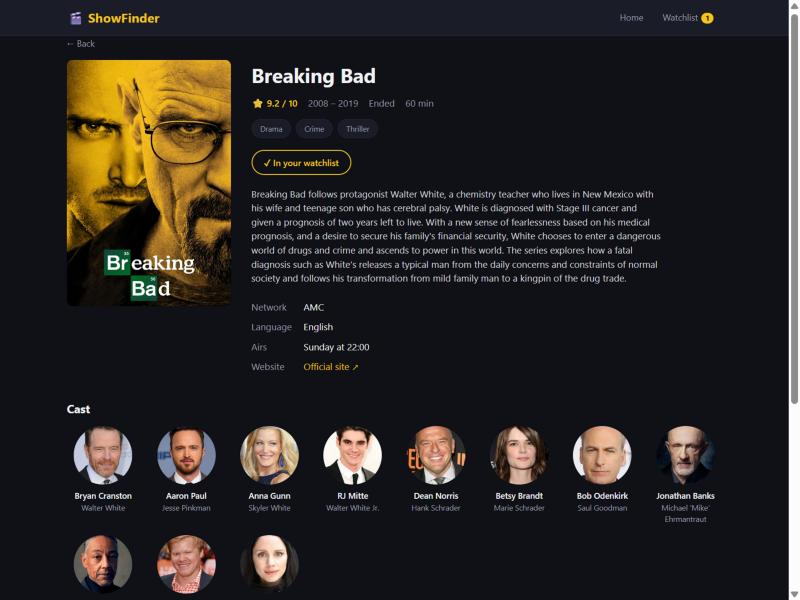 ShowFinder
Home
Watchlist 1
← Back
Breaking Bad
9.2 / 10 2008 – 2019 Ended 60 min
Drama Crime Thriller
✓ In your watchlist
Breaking Bad follows protagonist Walter White, a chemistry teacher who lives in New Mexico with
his wife and teenage son who has cerebral palsy. White is diagnosed with Stage III cancer and
given a prognosis of two years left to live. With a new sense of fearlessness based on his medical
prognosis, and a desire to secure his family's financial security, White chooses to enter a dangerous
world of drugs and crime and ascends to power in this world. The series explores how a fatal
diagnosis such as White's releases a typical man from the daily concerns and constraints of normal
society and follows his transformation from mild family man to a kingpin of the drug trade.
Breaking
Bad
Network AMC
Language English
Airs Sunday at 22:00
Website Official site ↗
Cast
Bryan Cranston
Walter White
Aaron Paul
Jesse Pinkman
Anna Gunn
Skyler White
RJ Mitte
Walter White Jr.
Dean Norris
Hank Schrader
Betsy Brandt
Marie Schrader
Bob Odenkirk
Saul Goodman
Jonathan Banks
Michael 'Mike'
Ehrmantraut